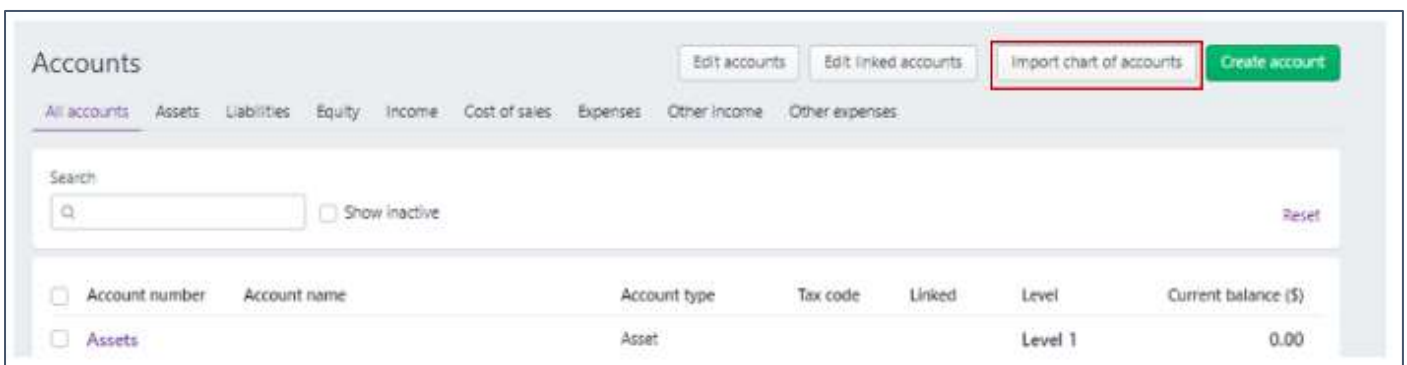 Accounts
Edit accounts Edit linked accounts Import chart of accounts Create account
All accounts Assets Liabilities Equity Income Cost of sales Expenses Other income Other expenses
Search
Show inactive
Reset
Account number Account name Account type Tax code Linked Level Current balance ($)
Assets Asset Level 1 0.00